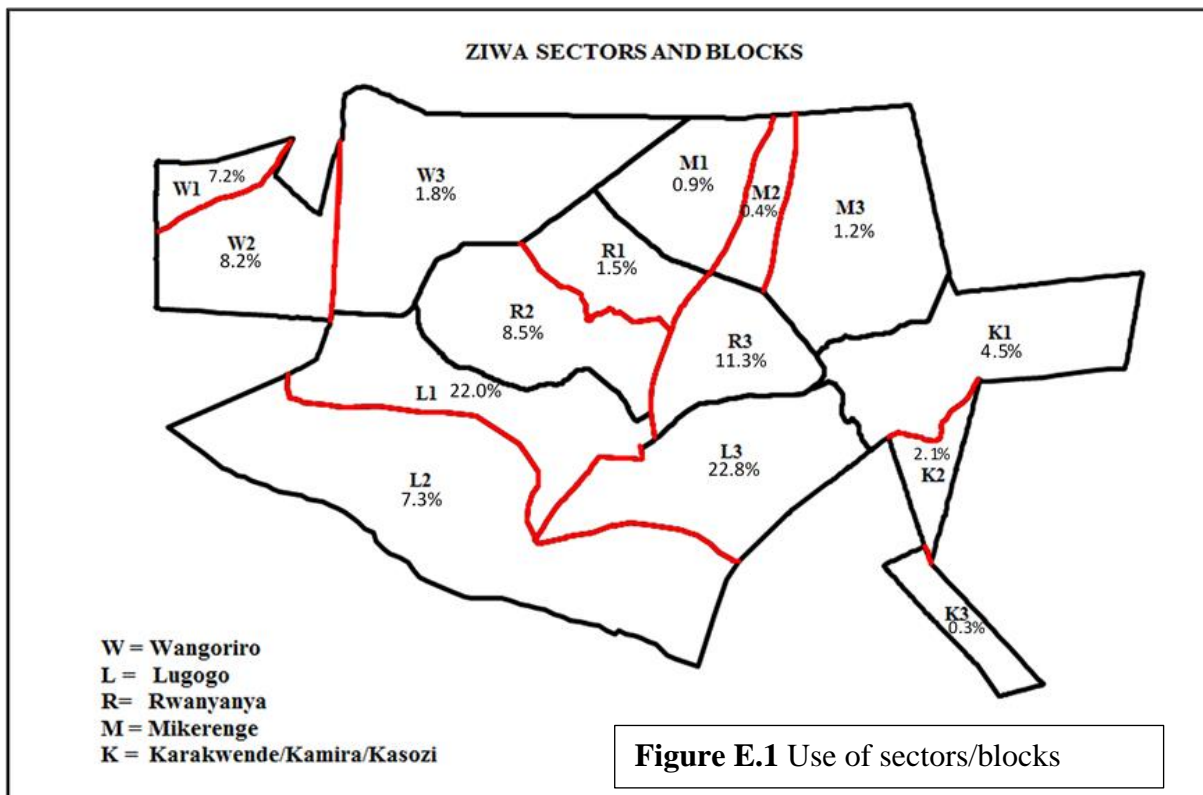 ZIWA SECTORS AND BLOCKS
W1 7.2%
W2
8.2%
W3
1.8%
M1
0.9%
M2
0.4%
M3
1.2%
R1
1.5%
R2
8.5%
R3
11.3%
K1
4.5%
L1 22.0%
L2
7.3%
L3
22.8%
2.1%
K2
K3
0.3%
W = Wangoriro
L = Lugogo
R= Rwanyanya
M = Mikerenge
K = Karakwende/Kamira/Kasozi
Figure E.1 Use of sectors/blocks